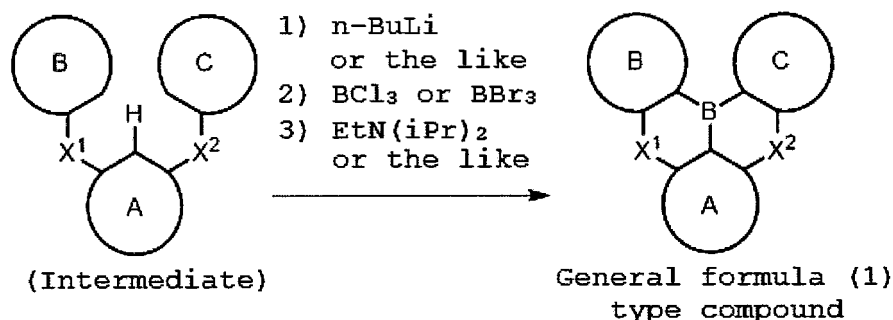 1) n-BuLi
or the like
2) BCl₃ or BBr₃
3) EtN(iPr)₂
or the like
B
C
H
X¹
X²
A
(Intermediate)
B
C
B
X¹
X²
A
General formula (1)
type compound